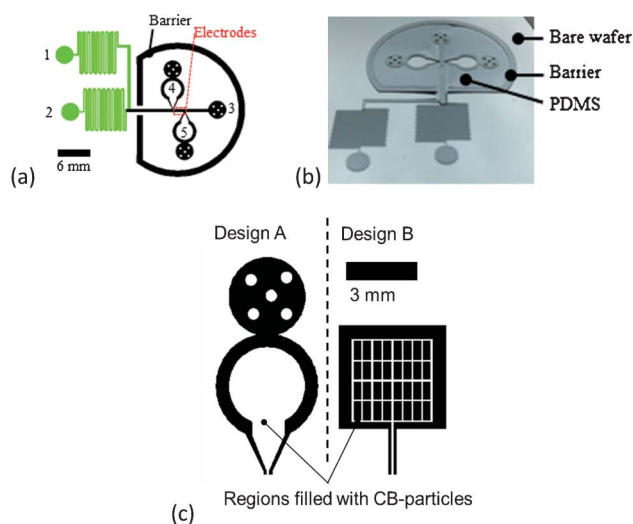 Barrier
Electrodes
1
2
3
4
5
6 mm
(a)
Bare wafer
Barrier
PDMS
(b)
Design A
Design B
3 mm
Regions filled with CB-particles
(c)